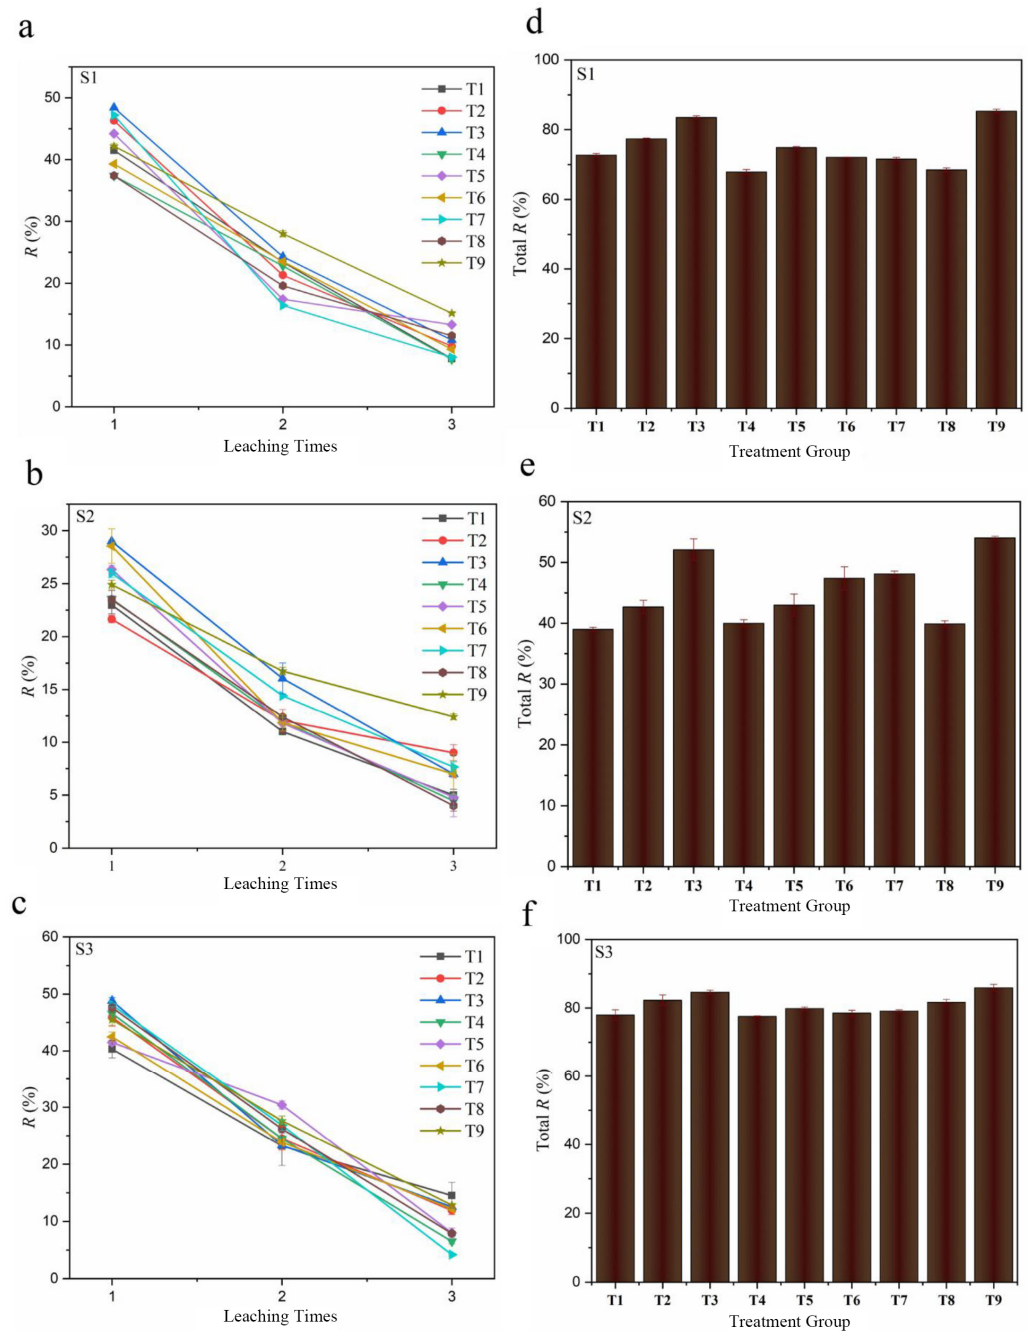 a
S1
50
40
30
20
10
0
R (%)
1 2 3
Leaching Times
T1
T2
T3
T4
T5
T6
T7
T8
T9
d
S1
100
80
60
40
20
0
Total R (%)
T1 T2 T3 T4 T5 T6 T7 T8 T9
Treatment Group
b
S2
30
25
20
15
10
5
0
R (%)
1 2 3
Leaching Times
T1
T2
T3
T4
T5
T6
T7
T8
T9
e
S2
60
50
40
30
20
10
0
Total R (%)
T1 T2 T3 T4 T5 T6 T7 T8 T9
Treatment Group
c
S3
60
50
40
30
20
10
0
R (%)
1 2 3
Leaching Times
T1
T2
T3
T4
T5
T6
T7
T8
T9
f
S3
100
80
60
40
20
0
Total R (%)
T1 T2 T3 T4 T5 T6 T7 T8 T9
Treatment Group